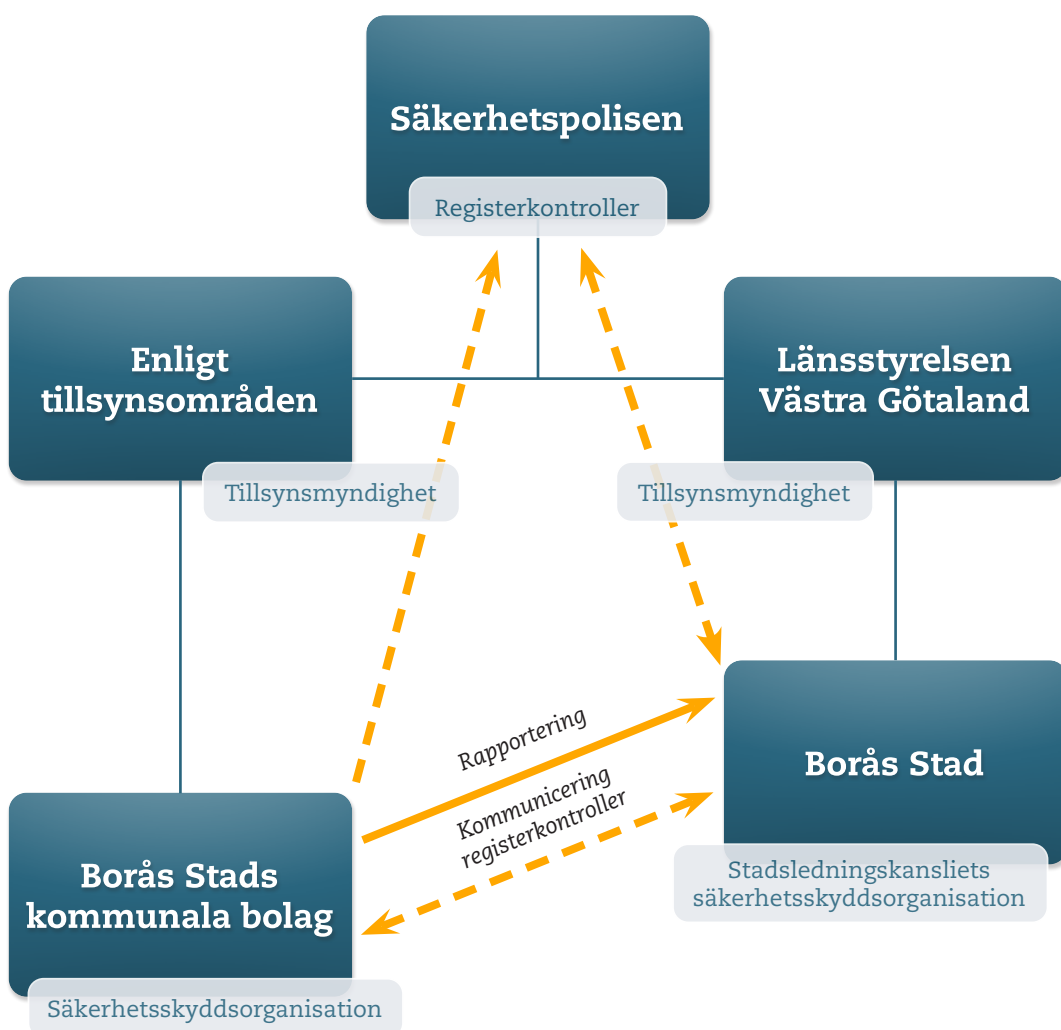 Säkerhetspolisen
Registerkontroller
Enligt
tillsynsområden
Tillsynsmyndighet
Länsstyrelsen
Västra Götaland
Tillsynsmyndighet
Rapportering
Kommunicering
registerkontroller
Borås Stad
Stadsledningskansliets
säkerhetsskyddsorganisation
Borås Stads
kommunala bolag
Säkerhetsskyddsorganisation